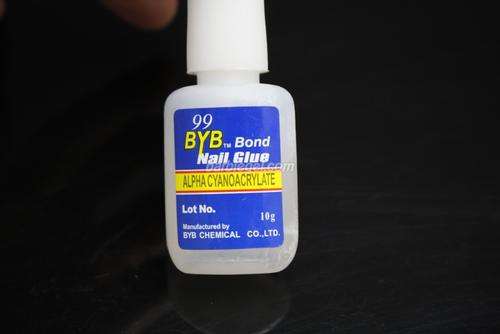 99
BYB™ Bond
Nail Glue
ALPHA CYANOACRYLATE
Lot No.
10g
Manufactured by
BYB CHEMICAL CO.,LTD.